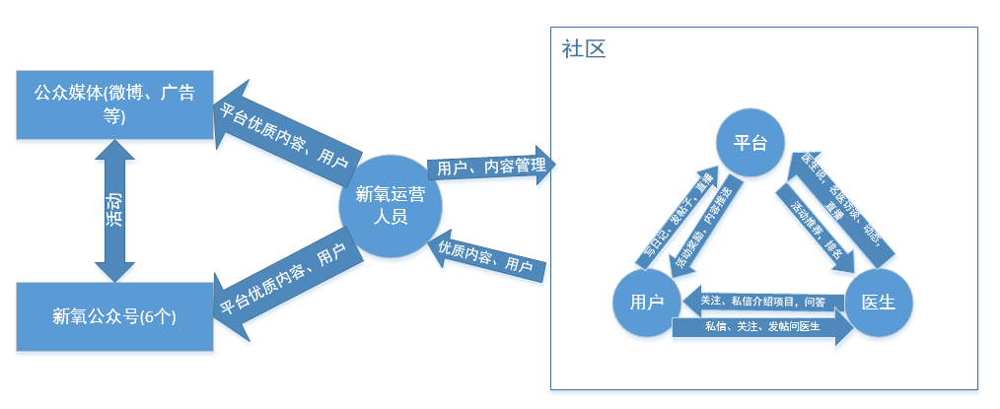 社区
公众媒体(微博、广告
等)
平台优质内容、用户
平台
用户、内容管理
医生说，名医访谈、动态，
直播
新氧运营
人员
写日记、发帖子，直播
活动奖励，内容推送
活动推荐，排名
活动
优质内容、用户
平台优质内容、用户
新氧公众号(6个)
用户
关注、私信介绍项目，问答
医生
私信、关注、发帖问医生